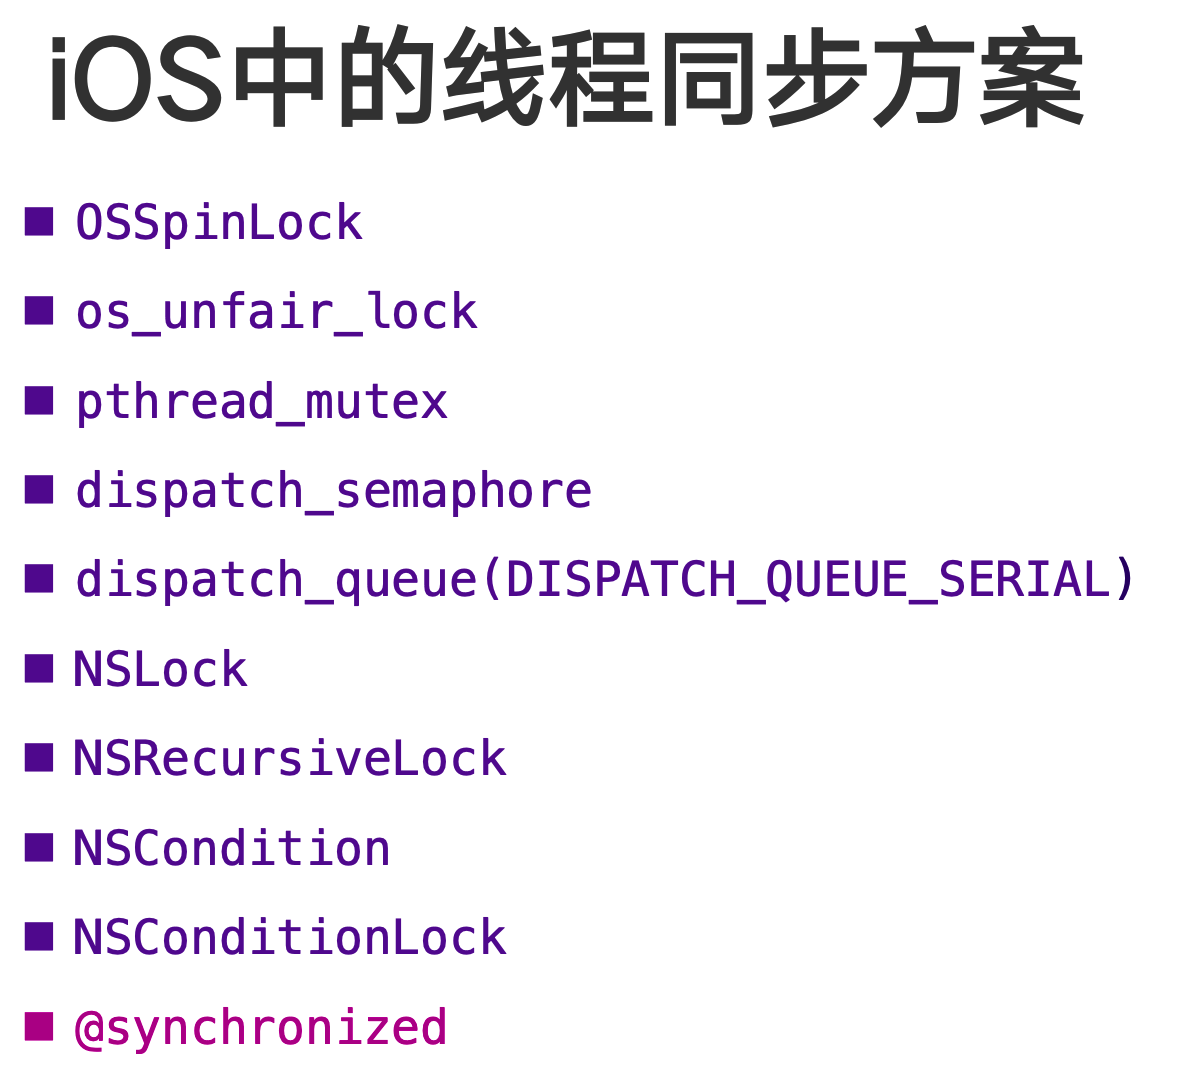 iOS中的线程同步方案
OSSpinLock
os_unfair_lock
pthread_mutex
dispatch_semaphore
dispatch_queue(DISPATCH_QUEUE_SERIAL)
NSLock
NSRecursiveLock
NSCondition
NSConditionLock
@synchronized